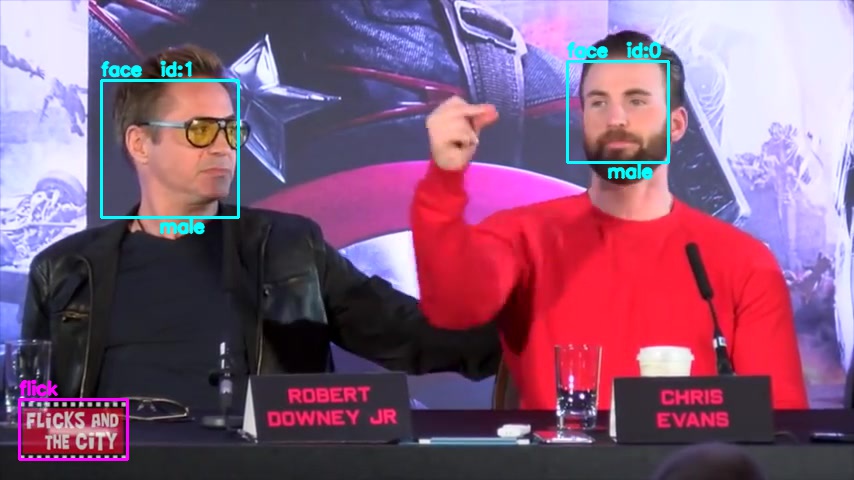 face id:1
face id:0
male
male
flick
FLiCKS AND
THE CiTY
ROBERT
DOWNEY JR
CHRIS
EVANS